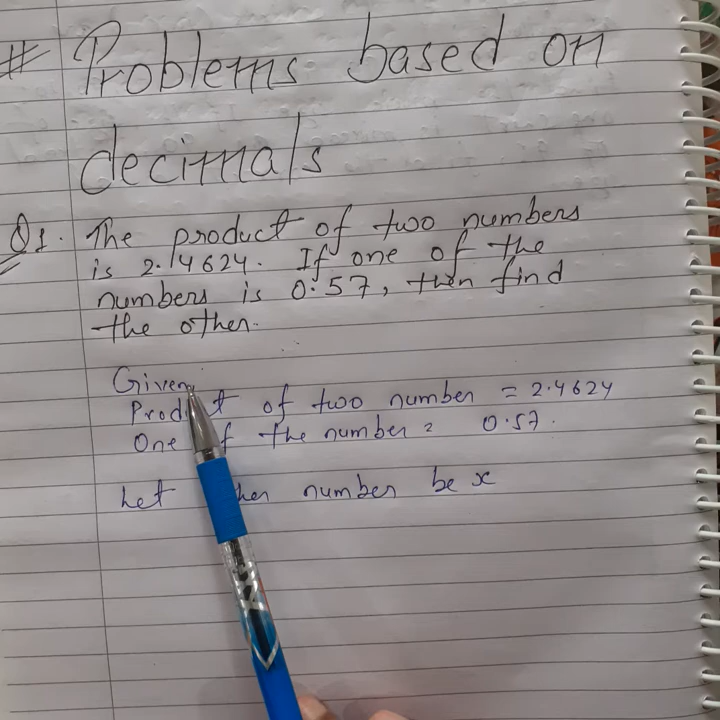 # Problems based on
decimals
Q1. The product of two numbers
is 2.4624. If one of the
numbers is 0.57, then find
the other.
Given
Product of two number = 2.4624
One of the number = 0.57.
Let number be x